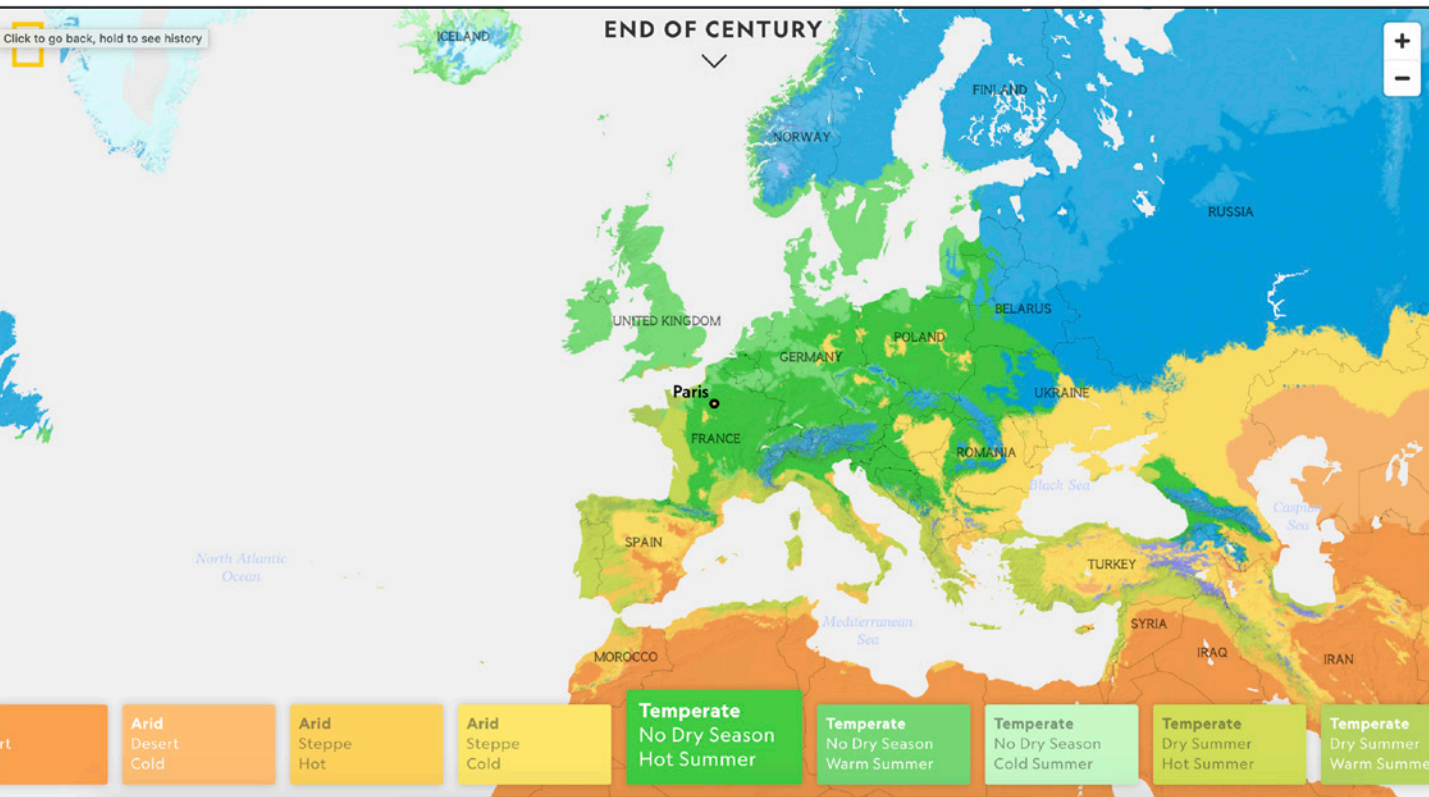 END OF CENTURY
Click to go back, hold to see history
ICELAND
+
−
FINLAND
NORWAY
RUSSIA
BELARUS
UNITED KINGDOM
POLAND
GERMANY
Paris
UKRAINE
FRANCE
ROMANIA
Black Sea
Caspian
Sea
SPAIN
North Atlantic
Ocean
TURKEY
Mediterranean
Sea
SYRIA
MOROCCO
IRAQ
IRAN
rt
Arid
Desert
Cold
Arid
Steppe
Hot
Arid
Steppe
Cold
Temperate
No Dry Season
Hot Summer
Temperate
No Dry Season
Warm Summer
Temperate
No Dry Season
Cold Summer
Temperate
Dry Summer
Hot Summer
Temperate
Dry Summer
Warm Summe